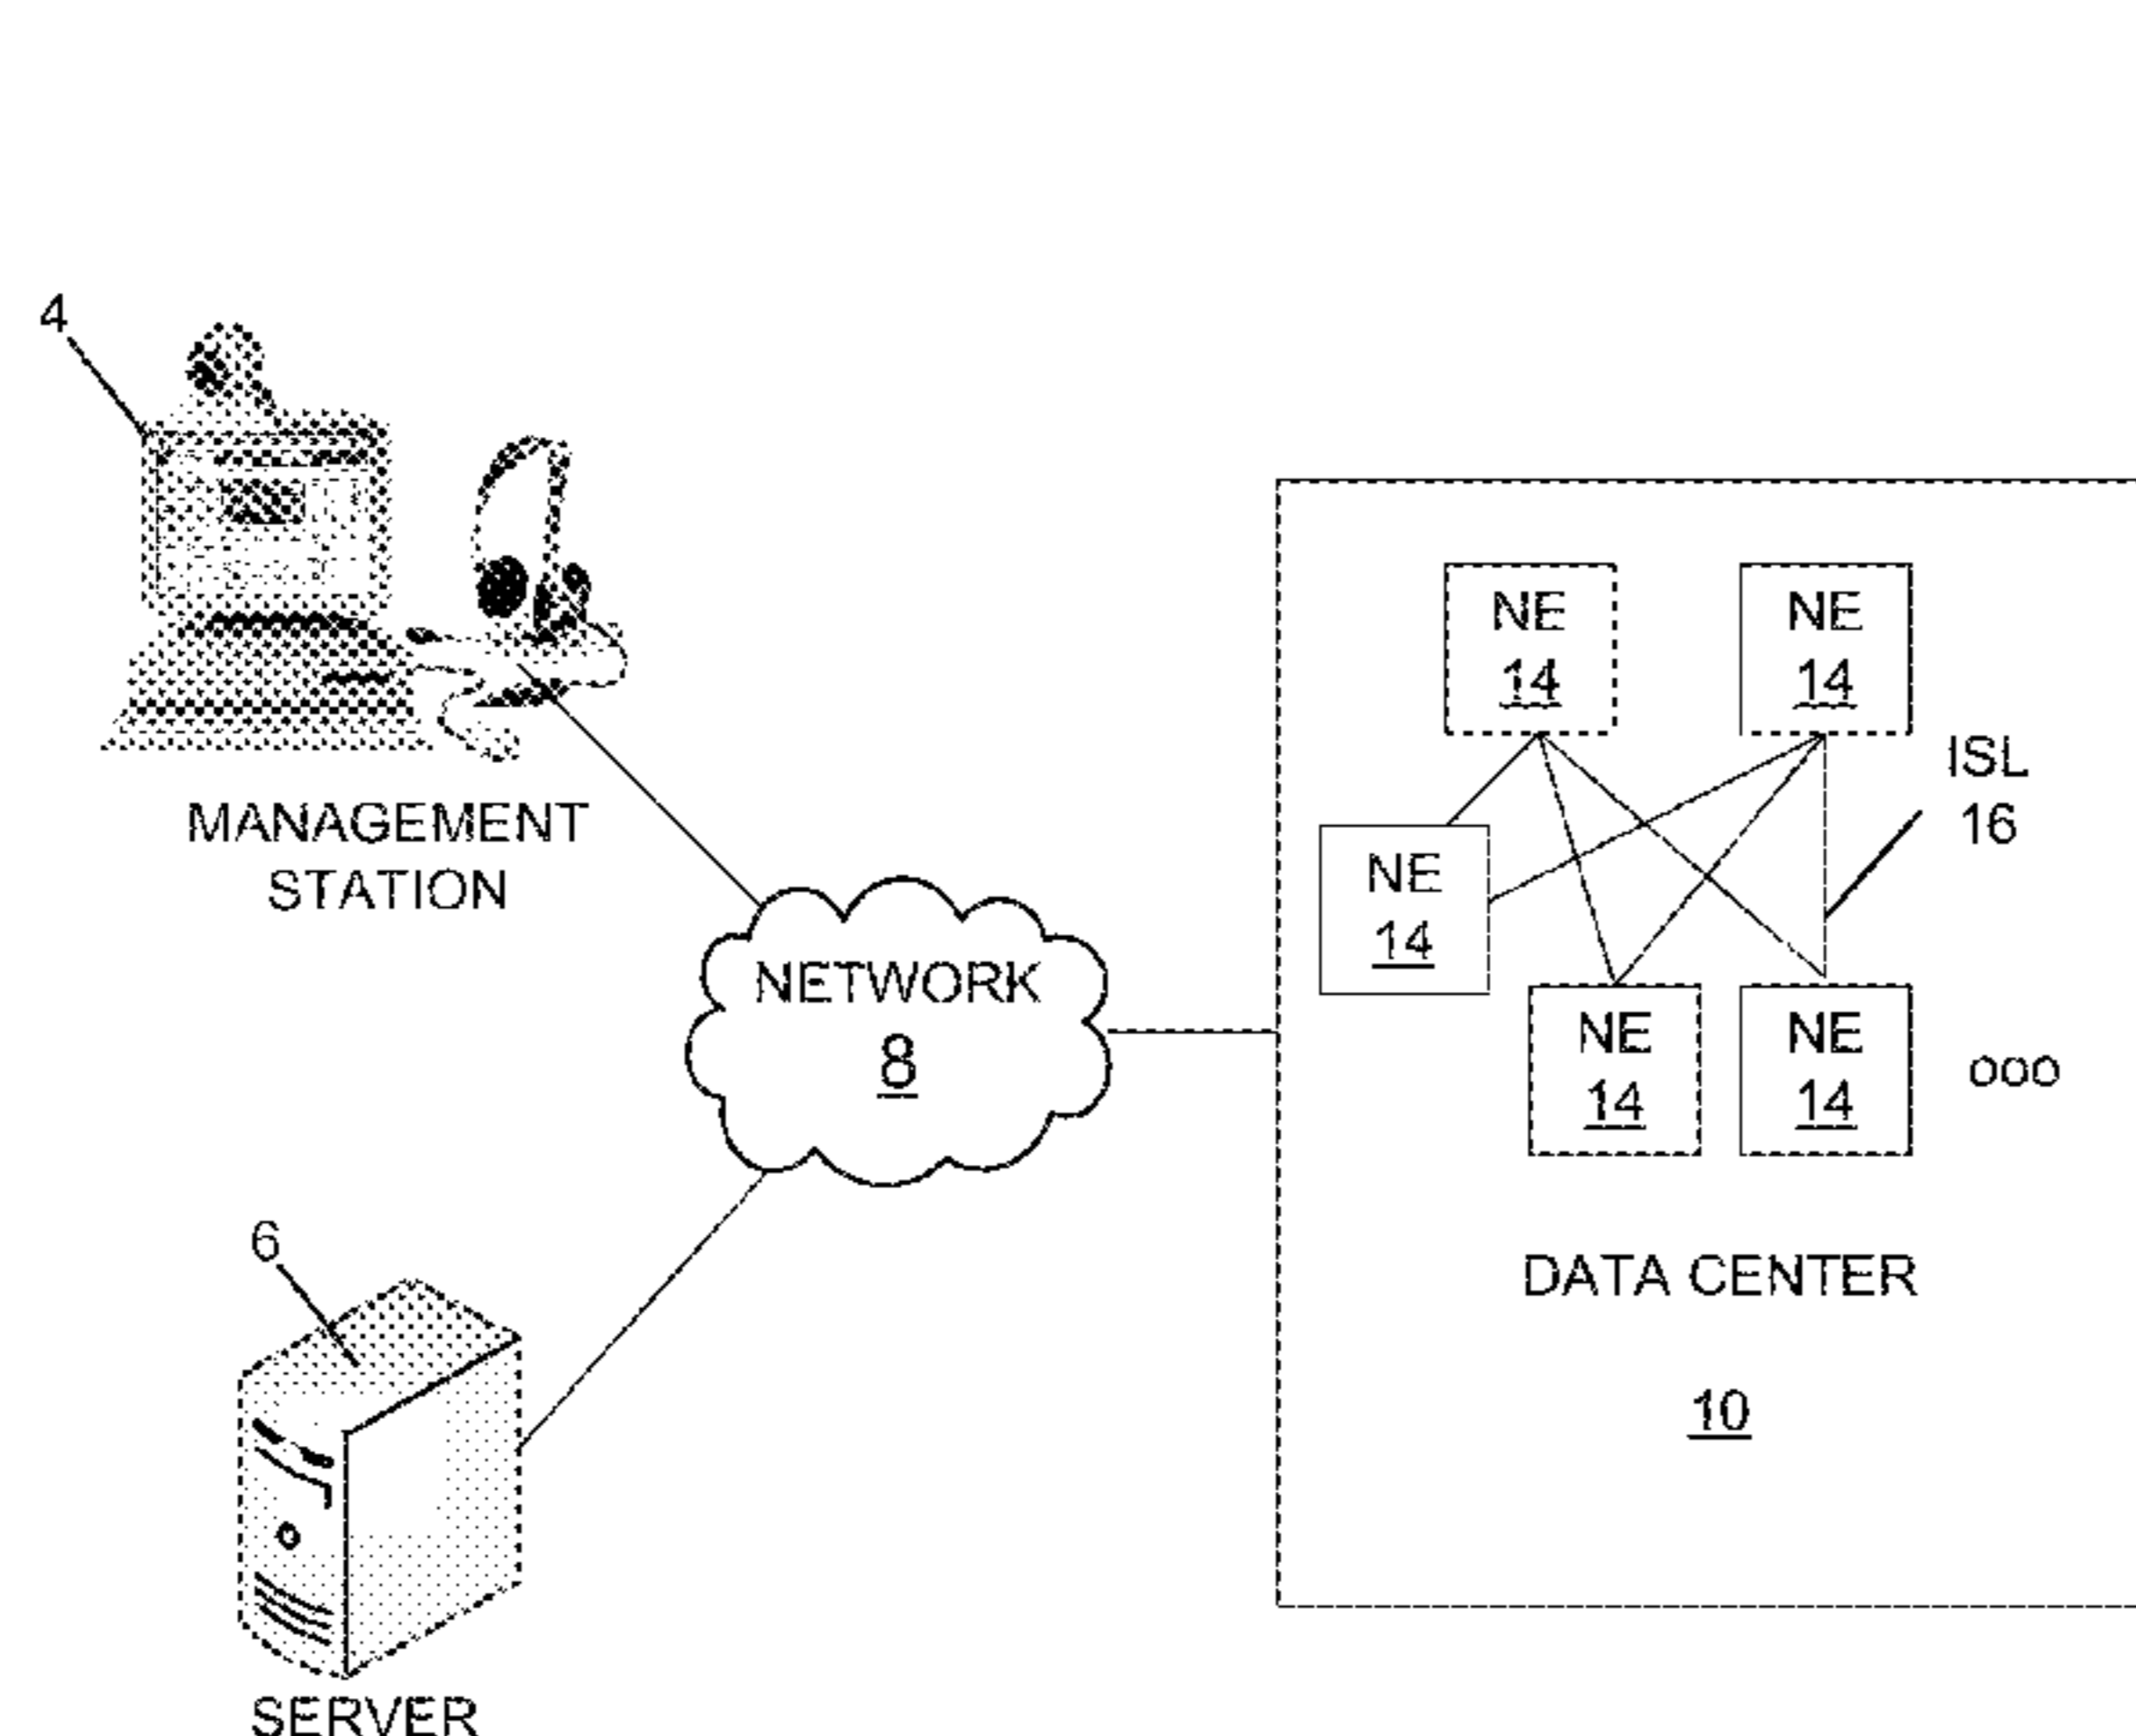 4
MANAGEMENT
STATION
NETWORK
8
6
SERVER
NE
14
NE
14
ISL
16
NE
14
NE
14
NE
14
ooo
DATA CENTER
10